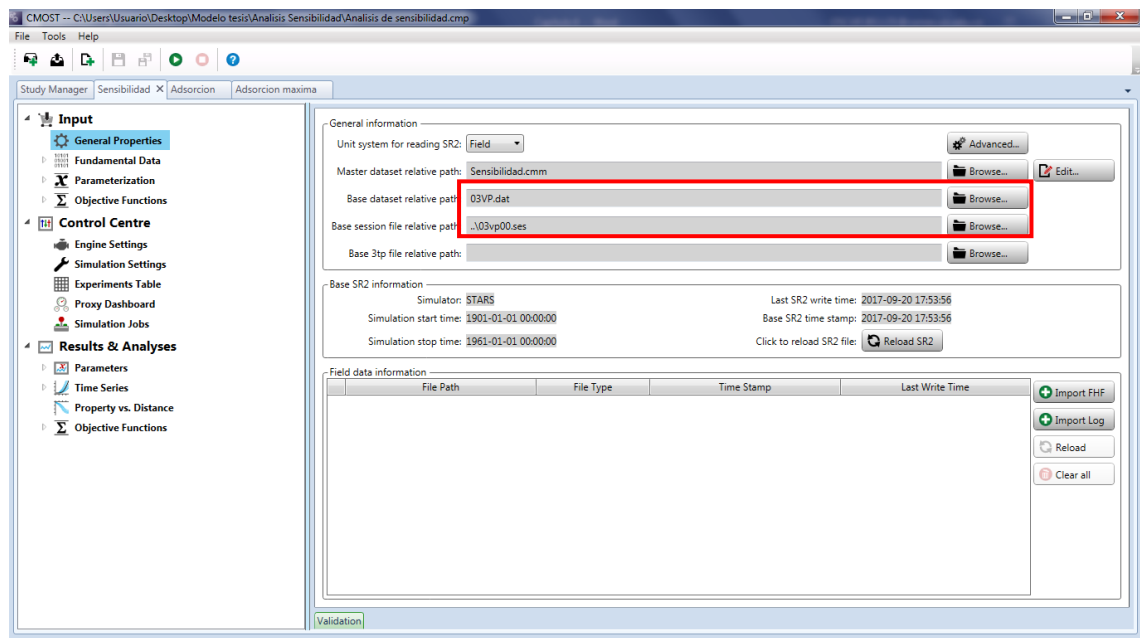 CMOST -- C:\Users\Usuario\Desktop\Modelo tesis\Analisis Sensibilidad\Analisis de sensibilidad.cmp
File Tools Help
Study Manager Sensibilidad Adsorcion Adsorcion maxima
Input
General Properties
Fundamental Data
Parameterization
Objective Functions
Control Centre
Engine Settings
Simulation Settings
Experiments Table
Proxy Dashboard
Simulation Jobs
Results & Analyses
Parameters
Time Series
Property vs. Distance
Objective Functions
General information
Unit system for reading SR2: Field Advanced...
Master dataset relative path: Sensibilidad.cmm Browse... Edit...
Base dataset relative path: 03VP.dat Browse...
Base session file relative path: ..\03vp00.ses Browse...
Base 3tp file relative path: Browse...
Base SR2 information
Simulator: STARS Last SR2 write time: 2017-09-20 17:53:56
Simulation start time: 1901-01-01 00:00:00 Base SR2 time stamp: 2017-09-20 17:53:56
Simulation stop time: 1961-01-01 00:00:00 Click to reload SR2 file: Reload SR2
Field data information
File Path File Type Time Stamp Last Write Time
Import FHF
Import Log
Reload
Clear all
Validation